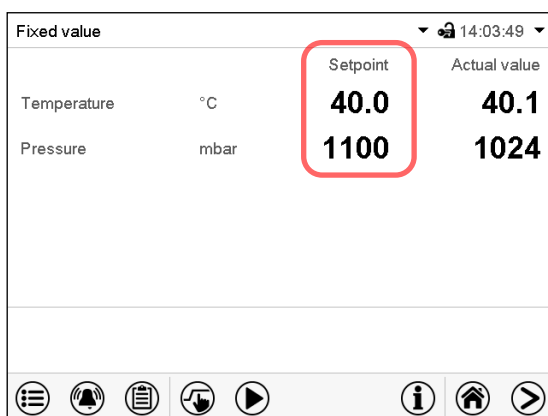 Fixed value 14:03:49
Setpoint Actual value
Temperature °C 40.0 40.1
Pressure mbar 1100 1024